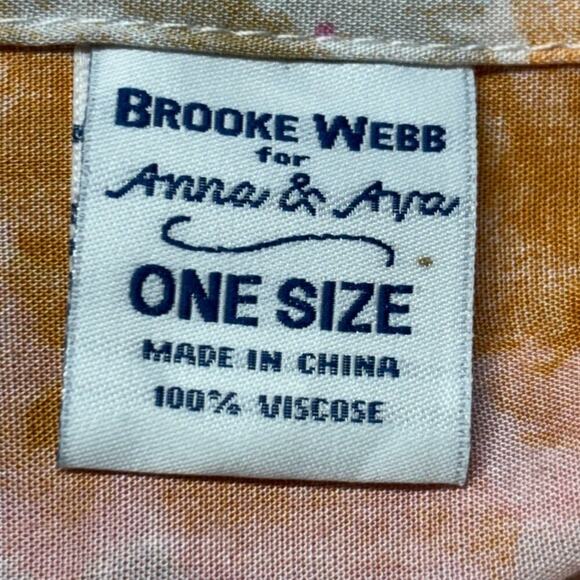 BROOKE WEBB
for
Anna & Ava
ONE SIZE
MADE IN CHINA
100% VISCOSE